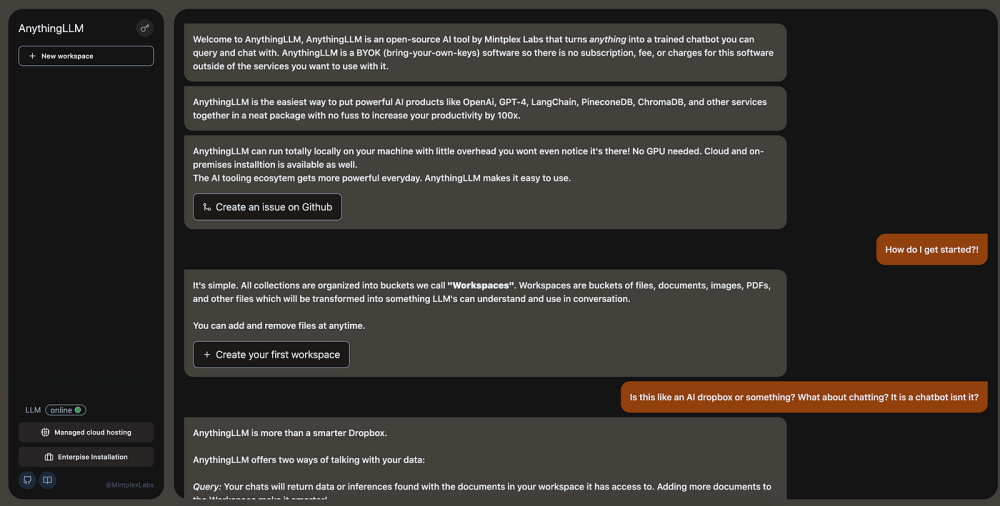 AnythingLLM
+ New workspace
Welcome to AnythingLLM, AnythingLLM is an open-source AI tool by Mintplex Labs that turns anything into a trained chatbot you can
query and chat with. AnythingLLM is a BYOK (bring-your-own-keys) software so there is no subscription, fee, or charges for this software
outside of the services you want to use with it.
AnythingLLM is the easiest way to put powerful AI products like OpenAi, GPT-4, LangChain, PineconeDB, ChromaDB, and other services
together in a neat package with no fuss to increase your productivity by 100x.
AnythingLLM can run totally locally on your machine with little overhead you wont even notice it's there! No GPU needed. Cloud and on-
premises installtion is available as well.
The AI tooling ecosytem gets more powerful everyday. AnythingLLM makes it easy to use.
Create an issue on Github
How do I get started?!
It's simple. All collections are organized into buckets we call "Workspaces". Workspaces are buckets of files, documents, images, PDFs,
and other files which will be transformed into something LLM's can understand and use in conversation.
You can add and remove files at anytime.
+ Create your first workspace
Is this like an AI dropbox or something? What about chatting? It is a chatbot isnt it?
AnythingLLM is more than a smarter Dropbox.
AnythingLLM offers two ways of talking with your data:
Query: Your chats will return data or inferences found with the documents in your workspace it has access to. Adding more documents to
the Workspace make it smarter!
LLM online
Managed cloud hosting
Enterpise Installation
@MintplexLabs